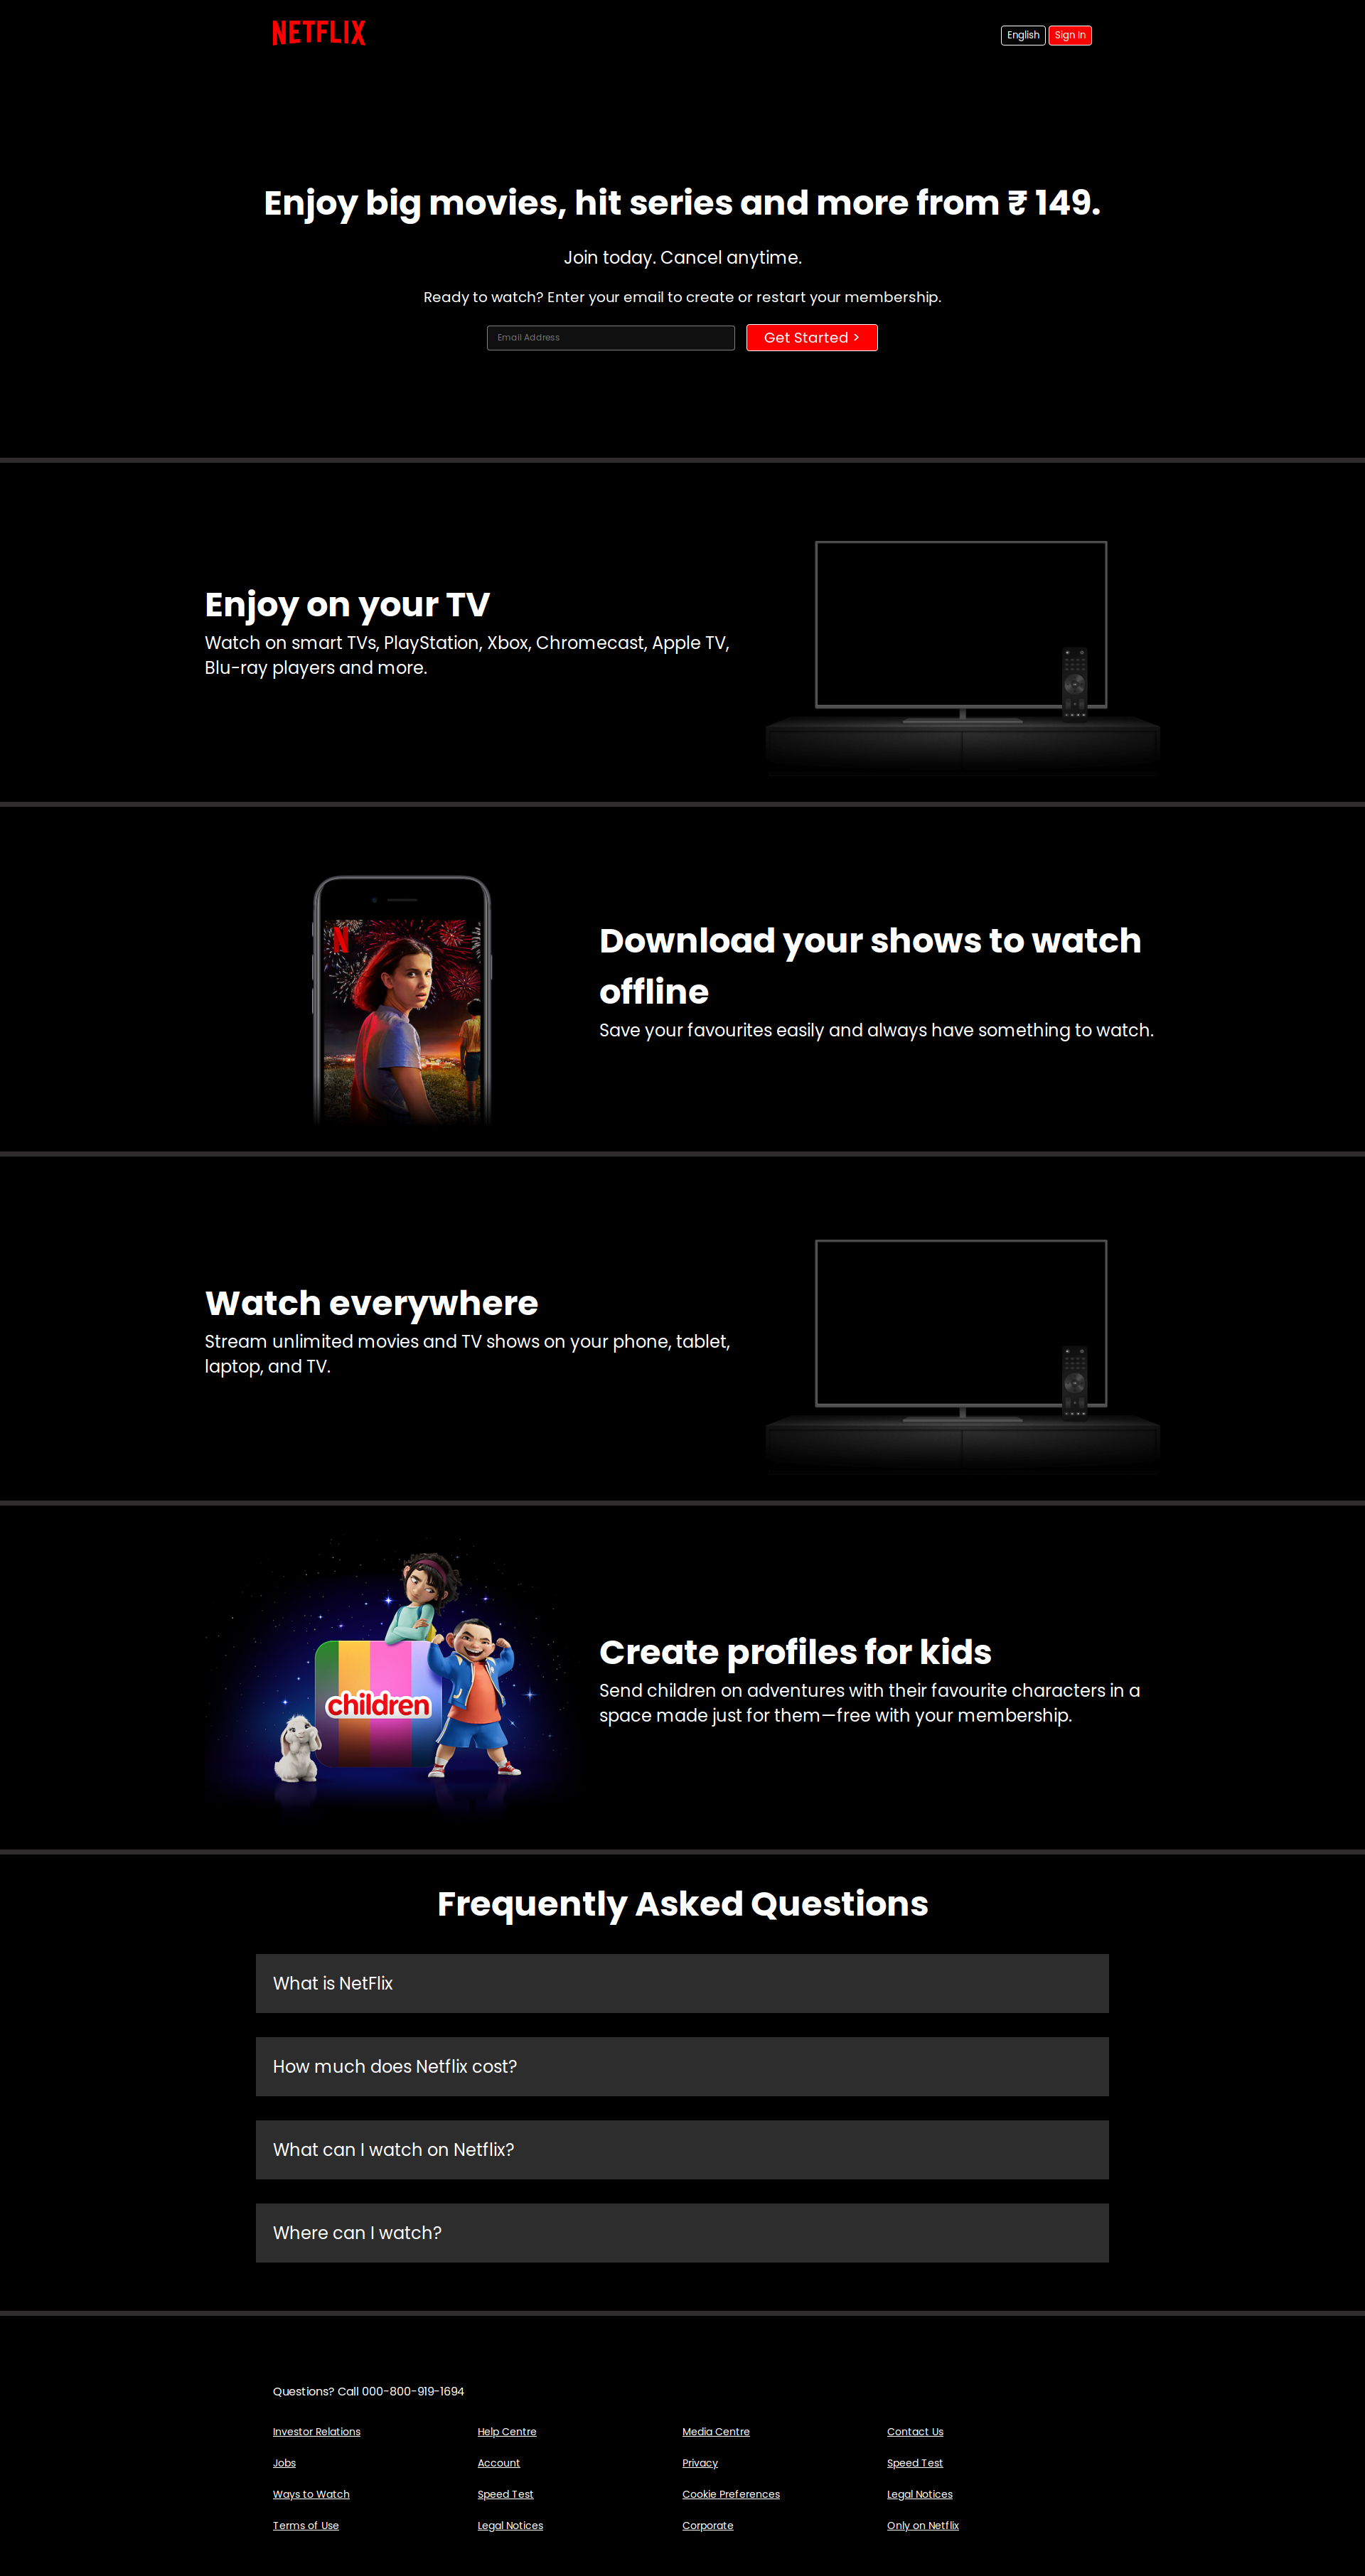 NETFLIX
English
Sign In
Enjoy big movies, hit series and more from ₹ 149.
Join today. Cancel anytime.
Ready to watch? Enter your email to create or restart your membership.
Email Address
Get Started >
Enjoy on your TV
Watch on smart TVs, PlayStation, Xbox, Chromecast, Apple TV,
Blu-ray players and more.
N
Download your shows to watch
offline
Save your favourites easily and always have something to watch.
Watch everywhere
Stream unlimited movies and TV shows on your phone, tablet,
laptop, and TV.
children
Create profiles for kids
Send children on adventures with their favourite characters in a
space made just for them—free with your membership.
Frequently Asked Questions
What is NetFlix
How much does Netflix cost?
What can I watch on Netflix?
Where can I watch?
Questions? Call 000-800-919-1694
Investor Relations
Help Centre
Media Centre
Contact Us
Jobs
Account
Privacy
Speed Test
Ways to Watch
Speed Test
Cookie Preferences
Legal Notices
Terms of Use
Legal Notices
Corporate
Only on Netflix